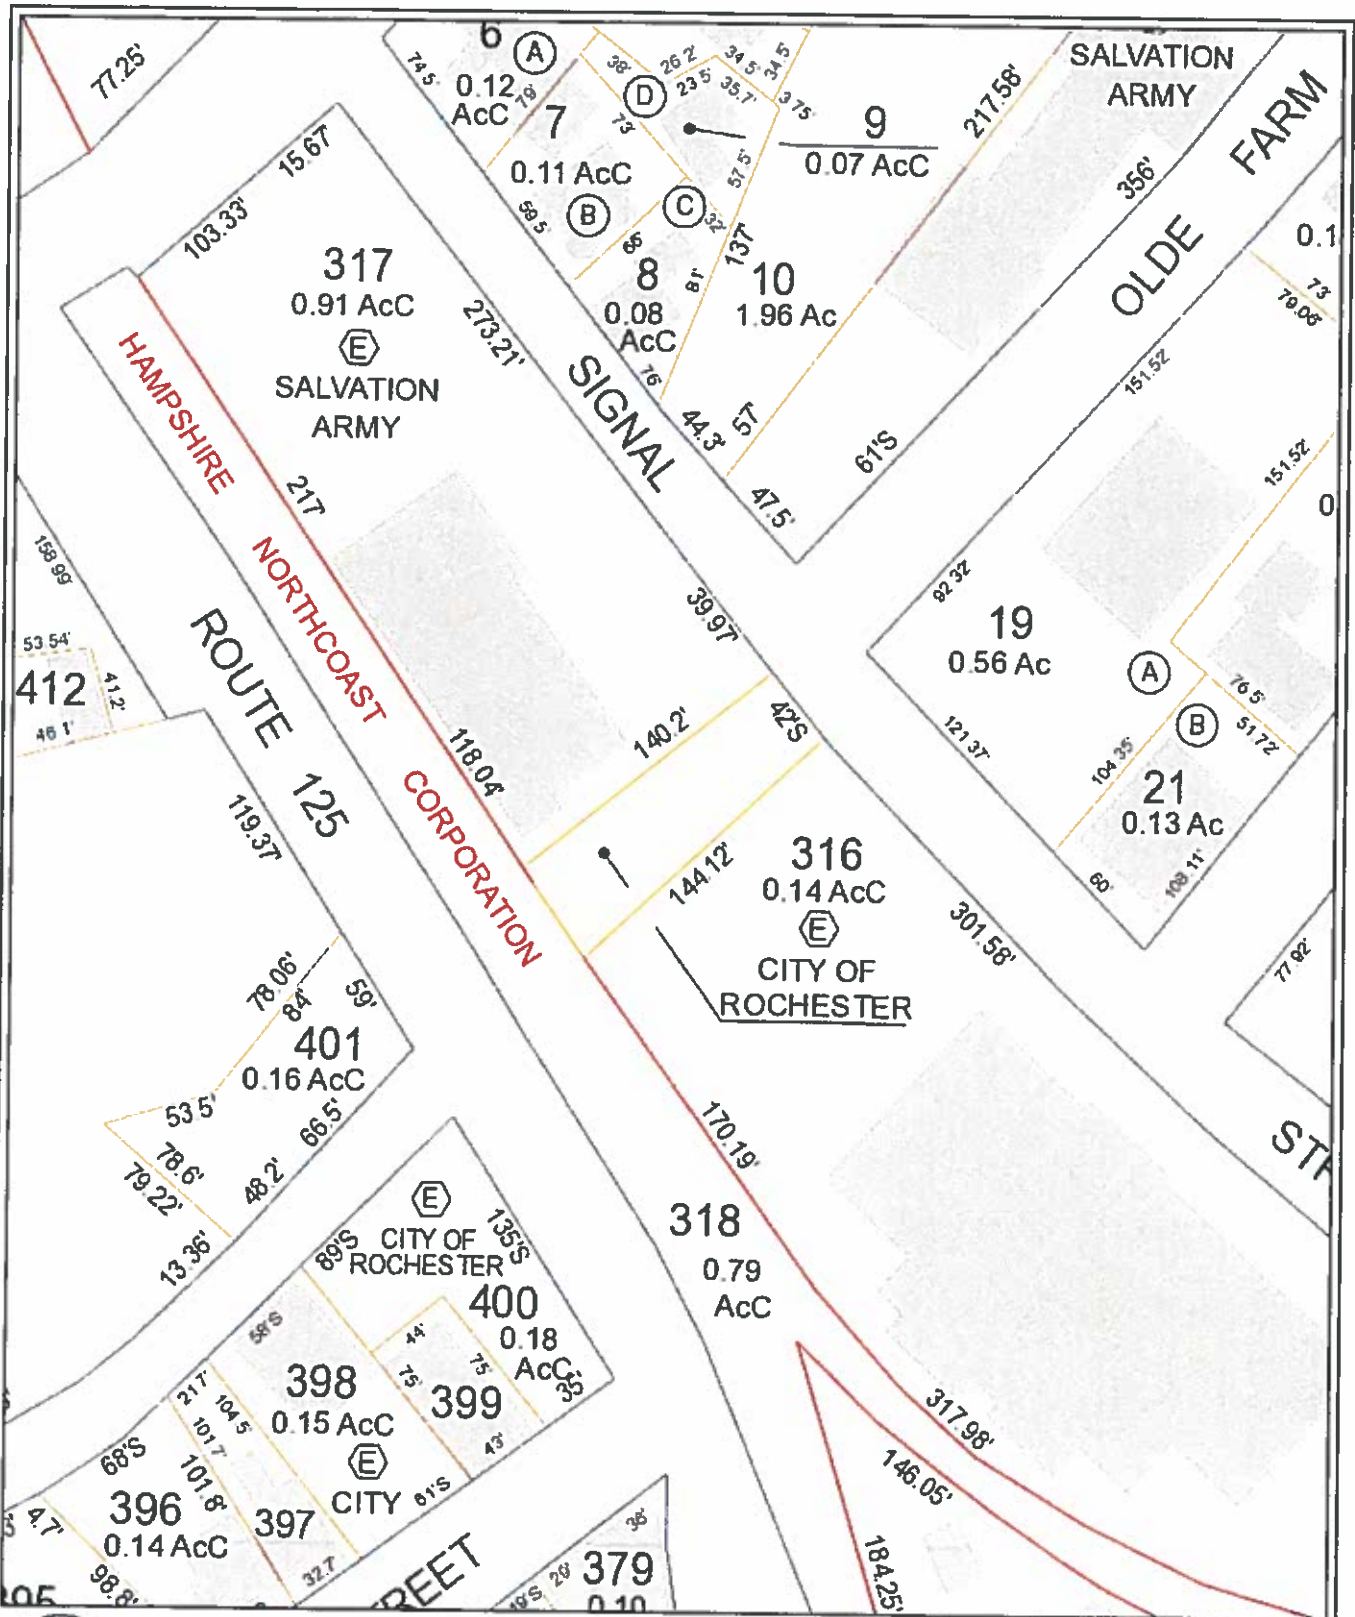 77.25'
6
A
0.12
AcC
74.5'
79'
7
0.11 AcC
B
59.5'
38'
D
26.2'
23.5'
34.5'
35.7'
34.5'
3.75'
73'
9
0.07 AcC
57.5'
C
32'
66'
137'
217.58'
SALVATION
ARMY
356'
OLDE FARM
0.1
73'
79.06'
15.67'
103.33'
317
0.91 AcC
E
SALVATION
ARMY
273.21'
8
0.08
AcC
81'
76'
10
1.96 Ac
44.3'
57'
47.5'
61'S
151.52'
151.52'
0
SIGNAL
HAMPSHIRE NORTHCOAST CORPORATION
217'
158.99'
53.54'
412
41.2'
46.1'
ROUTE 125
118.04'
39.97'
92.32'
19
0.56 Ac
A
76.5'
B
51.72'
121.37'
104.35'
21
0.13 Ac
60'
108.11'
140.2'
42'S
144.12'
316
0.14 AcC
E
CITY OF
ROCHESTER
301.58'
77.92'
119.37'
78.06'
84'
59'
401
0.16 AcC
53.5'
66.5'
78.6'
79.22'
48.2'
13.36'
170.19'
318
0.79
AcC
STR
E
CITY OF
ROCHESTER
89'S
135'S
400
0.18
AcC
35'
58'S
44'
75'
75'
398
0.15 AcC
E
CITY
399
43'
61'S
21.7'
104.5'
101.7'
101.8'
68'S
396
0.14 AcC
397
4.7'
98.8'
32.7'
REET
317.98'
146.05'
184.25'
36'
20'
19'S
379
0.10